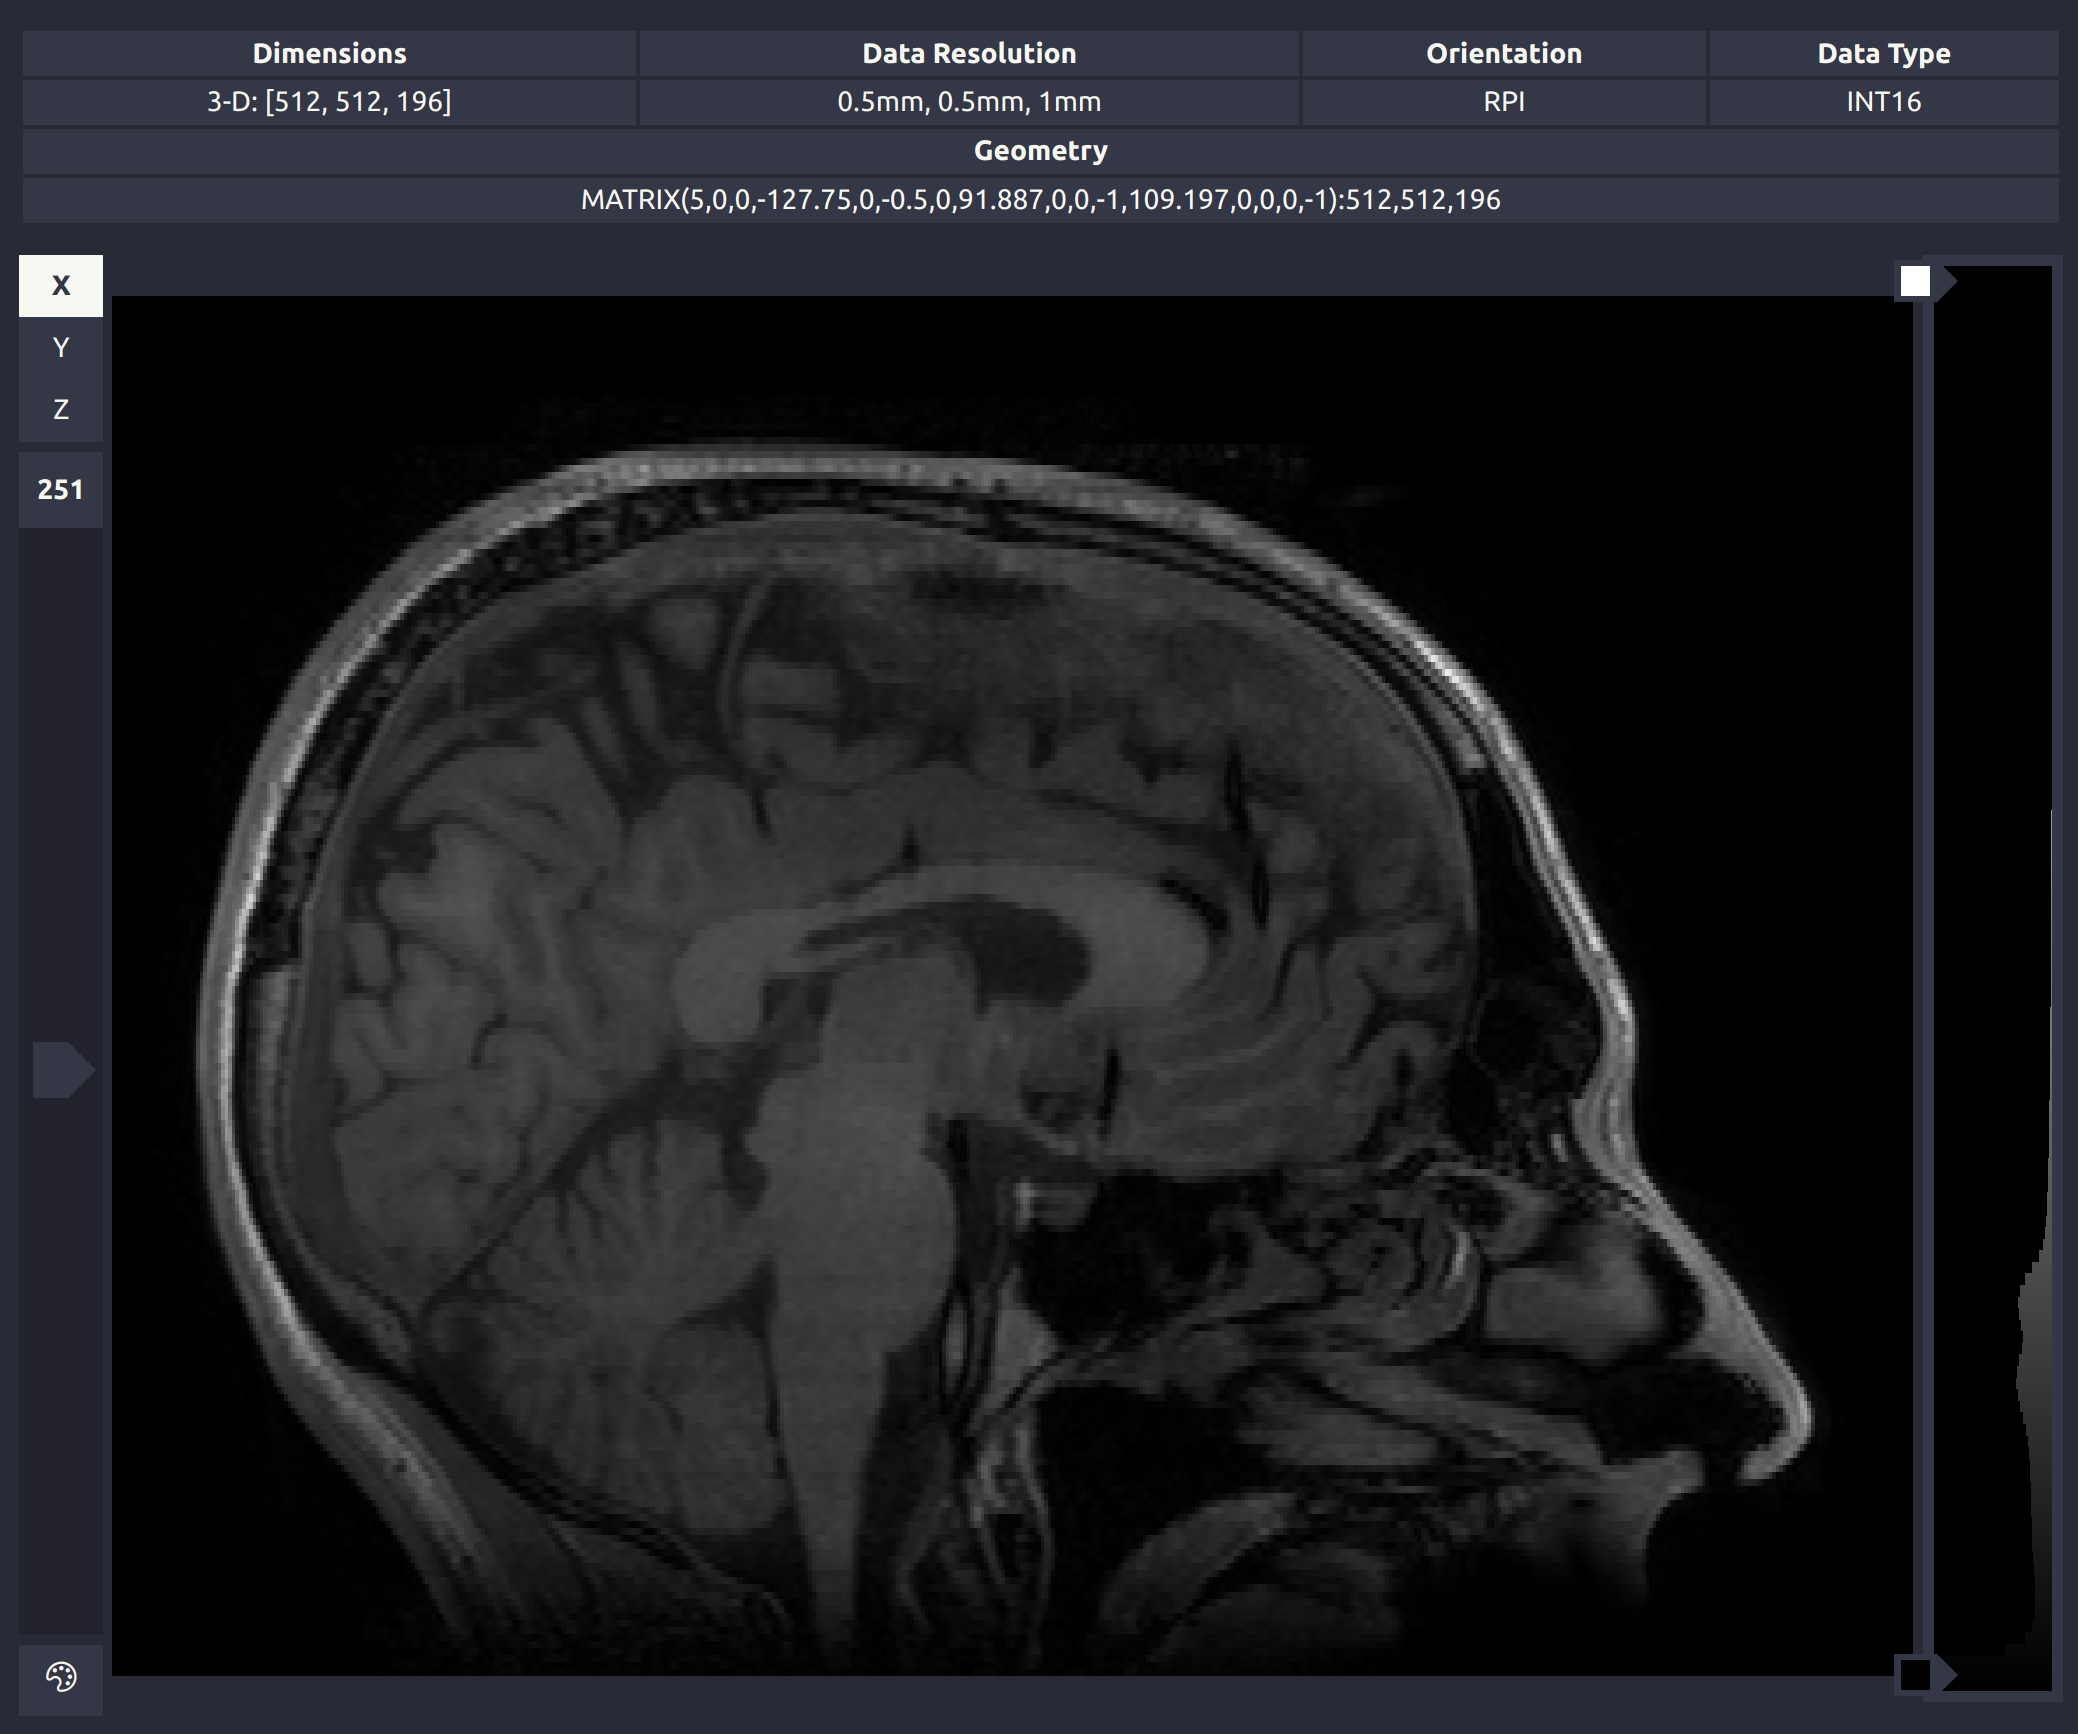 Dimensions Data Resolution Orientation Data Type
3-D: [512, 512, 196] 0.5mm, 0.5mm, 1mm RPI INT16
Geometry
MATRIX(5,0,0,-127.75,0,-0.5,0,91.887,0,0,-1,109.197,0,0,0,-1):512,512,196
X
Y
Z
251